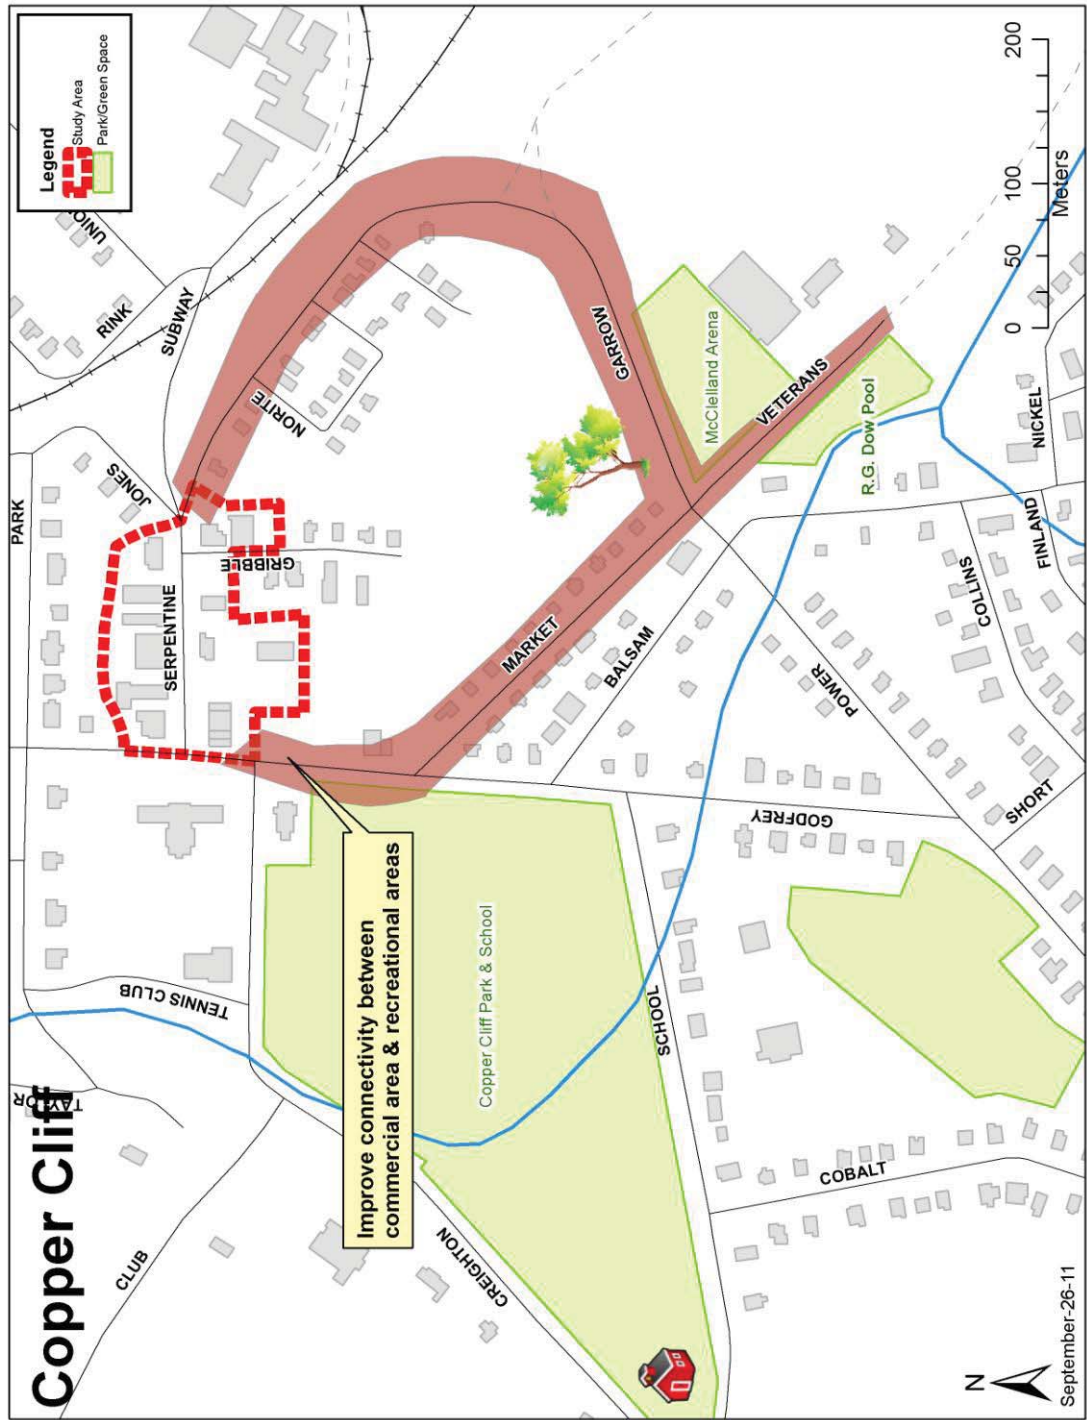 Copper Cliff
Legend
Study Area
Park/Green Space
PARK
UNION
RINK
SUBWAY
JONES
SERPENTINE
GRIBBLE
NORITE
TENNIS CLUB
TAYLOR
CLUB
Improve connectivity between
commercial area & recreational areas
CREIGHTON
Copper Cliff Park & School
MARKET
GARROW
McClelland Arena
VETERANS
R.G. Dow Pool
BALSAM
POWER
SCHOOL
GODFREY
COBALT
SHORT
COLLINS
FINLAND
NICKEL
N
September-26-11
0 50 100 200
Meters